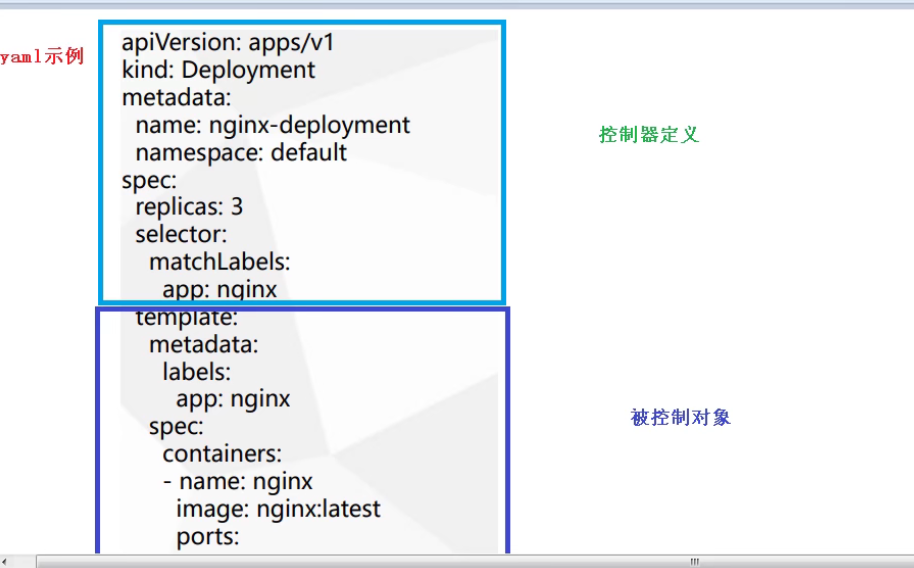 yaml示例
apiVersion: apps/v1
kind: Deployment
metadata:
  name: nginx-deployment
  namespace: default
spec:
  replicas: 3
  selector:
    matchLabels:
      app: nginx
控制器定义
  template:
    metadata:
      labels:
        app: nginx
    spec:
      containers:
      - name: nginx
        image: nginx:latest
        ports:
被控制对象